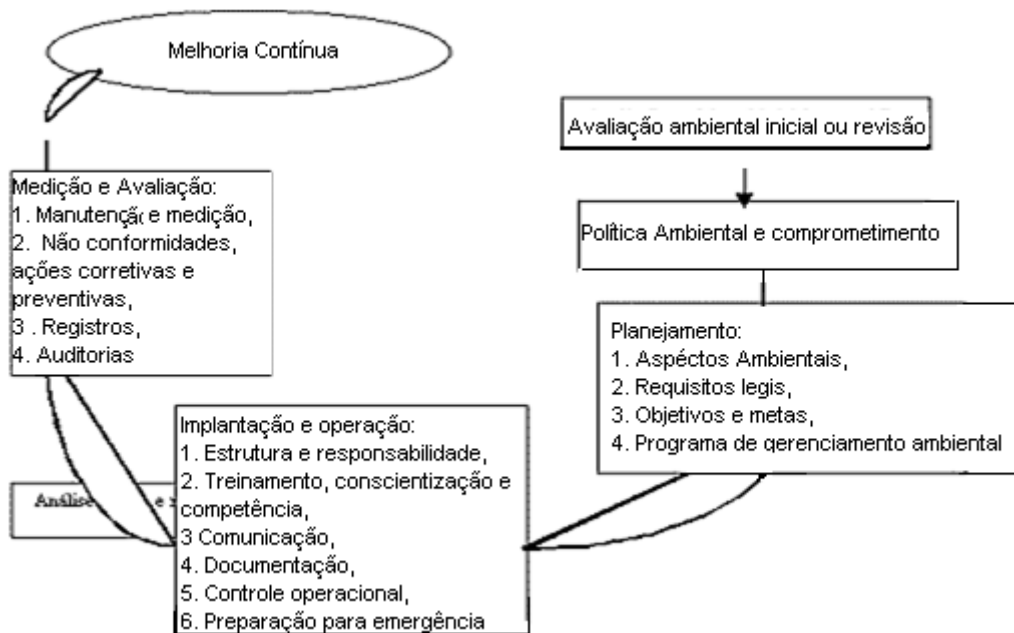 Melhoria Contínua
Avaliação ambiental inicial ou revisão
Política Ambiental e comprometimento
Planejamento:
1. Aspéctos Ambientais,
2. Requisitos legis,
3. Objetivos e metas,
4. Programa de gerenciamento ambiental
Medição e Avaliação:
1. Manutençã e medição,
2. Não conformidades,
ações corretivas e
preventivas,
3 . Registros,
4. Auditorias
Implantação e operação:
1. Estrutura e responsabilidade,
2. Treinamento, conscientização e
competência,
3 Comunicação,
4. Documentação,
5. Controle operacional,
6. Preparação para emergência
Análise e